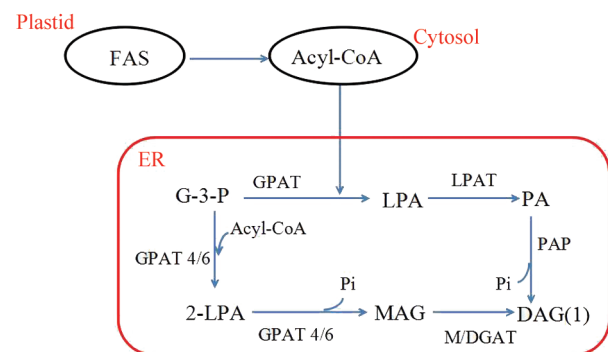 Plastid
FAS
Acyl-CoA
Cytosol
ER
G-3-P
GPAT
LPA
LPAT
PA
Acyl-CoA
GPAT 4/6
PAP
Pi
Pi
2-LPA
GPAT 4/6
MAG
M/DGAT
DAG(1)